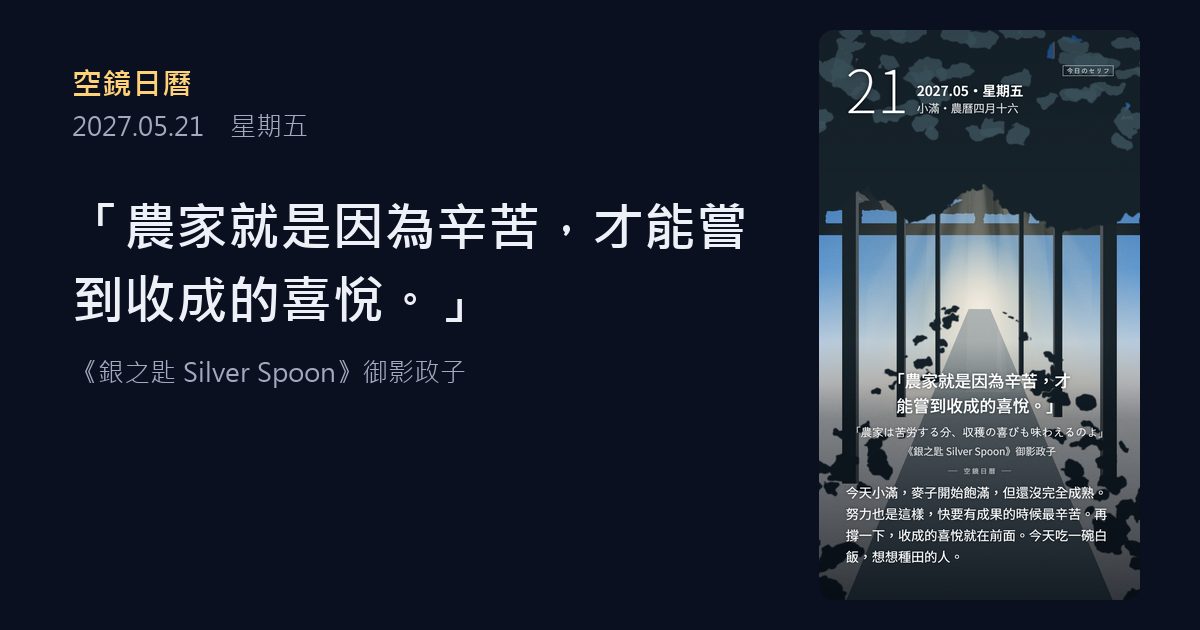 空鏡日曆
2027.05.21 星期五
「農家就是因為辛苦，才能嘗
到收成的喜悅。」
《銀之匙 Silver Spoon》御影政子
今日のセリフ
21
2027.05・星期五
小滿・農曆四月十六
「農家就是因為辛苦，才
能嘗到收成的喜悅。」
「農家は苦労する分、収穫の喜びも味わえるのよ」
《銀之匙 Silver Spoon》御影政子
— 空鏡日曆 —
今天小滿，麥子開始飽滿，但還沒完全成熟。
努力也是這樣，快要有成果的時候最辛苦。再
撐一下，收成的喜悅就在前面。今天吃一碗白
飯，想想種田的人。